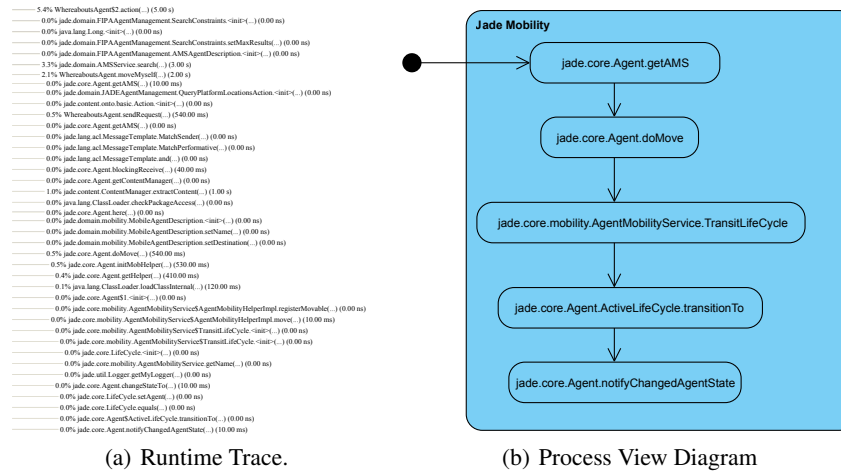 5.4% WhereaboutsAgent$2.action(...) (5.00 s)
0.0% jade.domain.FIPAAgentManagement.SearchConstraints.<init>(...) (0.00 ns)
0.0% java.lang.Long.<init>(...) (0.00 ns)
0.0% jade.domain.FIPAAgentManagement.SearchConstraints.setMaxResults(...) (0.00 ns)
0.0% jade.domain.FIPAAgentManagement.AMSAgentDescription.<init>(...) (0.00 ns)
3.3% jade.domain.AMSService.search(...) (3.00 s)
2.1% WhereaboutsAgent.moveMyself(...) (2.00 s)
0.0% jade.core.Agent.getAMS(...) (10.00 ms)
0.0% jade.domain.JADEAgentManagement.QueryPlatformLocationsAction.<init>(...) (0.00 ns)
0.0% jade.content.onto.basic.Action.<init>(...) (0.00 ns)
0.5% WhereaboutsAgent.sendRequest(...) (540.00 ms)
0.0% jade.core.Agent.getAMS(...) (0.00 ns)
0.0% jade.lang.acl.MessageTemplate.MatchSender(...) (0.00 ns)
0.0% jade.lang.acl.MessageTemplate.MatchPerformative(...) (0.00 ns)
0.0% jade.lang.acl.MessageTemplate.and(...) (0.00 ns)
0.0% jade.core.Agent.blockingReceive(...) (40.00 ms)
0.0% jade.core.Agent.getContentManager(...) (0.00 ns)
1.0% jade.content.ContentManager.extractContent(...) (1.00 s)
0.0% java.lang.ClassLoader.checkPackageAccess(...) (0.00 ns)
0.0% jade.core.Agent.here(...) (0.00 ns)
0.0% jade.domain.mobility.MobileAgentDescription.<init>(...) (0.00 ns)
0.0% jade.domain.mobility.MobileAgentDescription.setName(...) (0.00 ns)
0.0% jade.domain.mobility.MobileAgentDescription.setDestination(...) (0.00 ns)
0.5% jade.core.Agent.doMove(...) (540.00 ms)
0.5% jade.core.Agent.initMobHelper(...) (530.00 ms)
0.4% jade.core.Agent.getHelper(...) (410.00 ms)
0.1% java.lang.ClassLoader.loadClassInternal(...) (120.00 ms)
0.0% jade.core.Agent$1.<init>(...) (0.00 ns)
0.0% jade.core.mobility.AgentMobilityService$AgentMobilityHelperImpl.registerMovable(...) (0.00 ns)
0.0% jade.core.mobility.AgentMobilityService$AgentMobilityHelperImpl.move(...) (10.00 ms)
0.0% jade.core.mobility.AgentMobilityService$TransitLifeCycle.<init>(...) (0.00 ns)
0.0% jade.core.mobility.AgentMobilityService$TransitLifeCycle.<init>(...) (0.00 ns)
0.0% jade.core.LifeCycle.<init>(...) (0.00 ns)
0.0% jade.core.mobility.AgentMobilityService.getName(...) (0.00 ns)
0.0% jade.util.Logger.getMyLogger(...) (0.00 ns)
0.0% jade.core.Agent.changeStateTo(...) (10.00 ms)
0.0% jade.core.LifeCycle.setAgent(...) (0.00 ns)
0.0% jade.core.LifeCycle.equals(...) (0.00 ns)
0.0% jade.core.Agent$ActiveLifeCycle.transitionTo(...) (0.00 ns)
0.0% jade.core.Agent.notifyChangedAgentState(...) (10.00 ms)
(a) Runtime Trace.
Jade Mobility
jade.core.Agent.getAMS
jade.core.Agent.doMove
jade.core.mobility.AgentMobilityService.TransitLifeCycle
jade.core.Agent.ActiveLifeCycle.transitionTo
jade.core.Agent.notifyChangedAgentState
(b) Process View Diagram